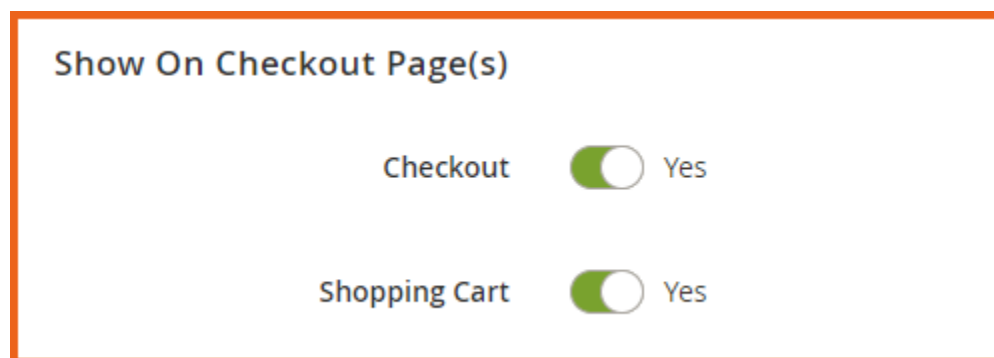 Show On Checkout Page(s)
Checkout Yes
Shopping Cart Yes